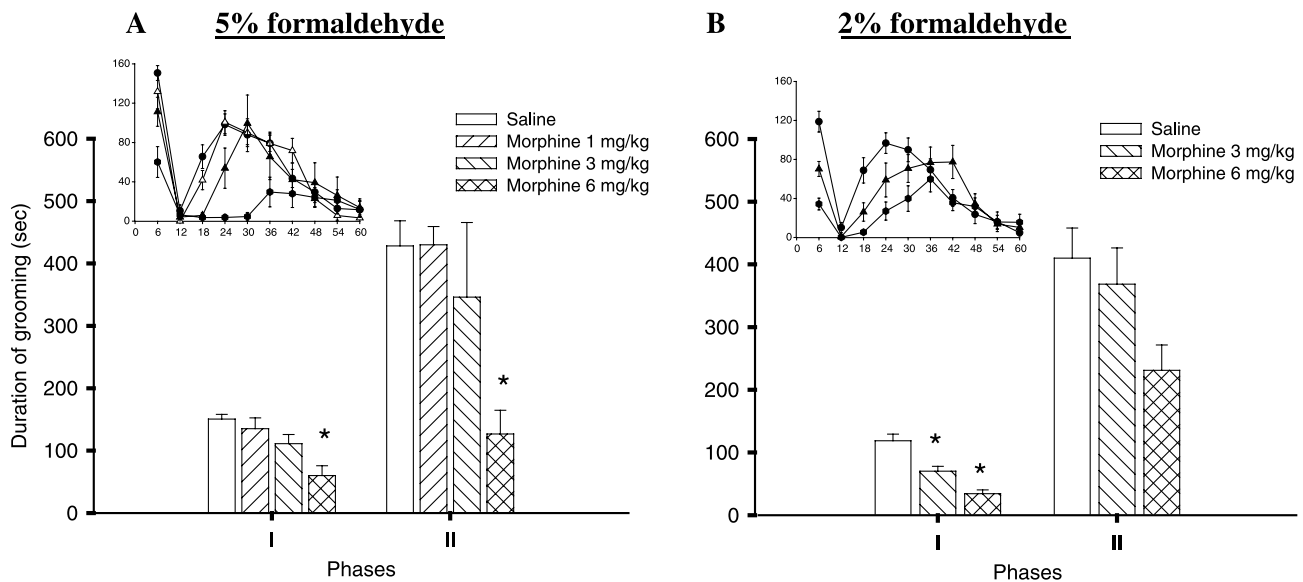 A 5% formaldehyde
160
120
80
40
0
0 6 12 18 24 30 36 42 48 54 60
Saline
Morphine 1 mg/kg
Morphine 3 mg/kg
Morphine 6 mg/kg
600
500
400
300
200
100
0
Duration of grooming (sec)
*
*
I II
Phases
B 2% formaldehyde
160
120
80
40
0
0 6 12 18 24 30 36 42 48 54 60
Saline
Morphine 3 mg/kg
Morphine 6 mg/kg
600
500
400
300
200
100
0
*
*
I II
Phases